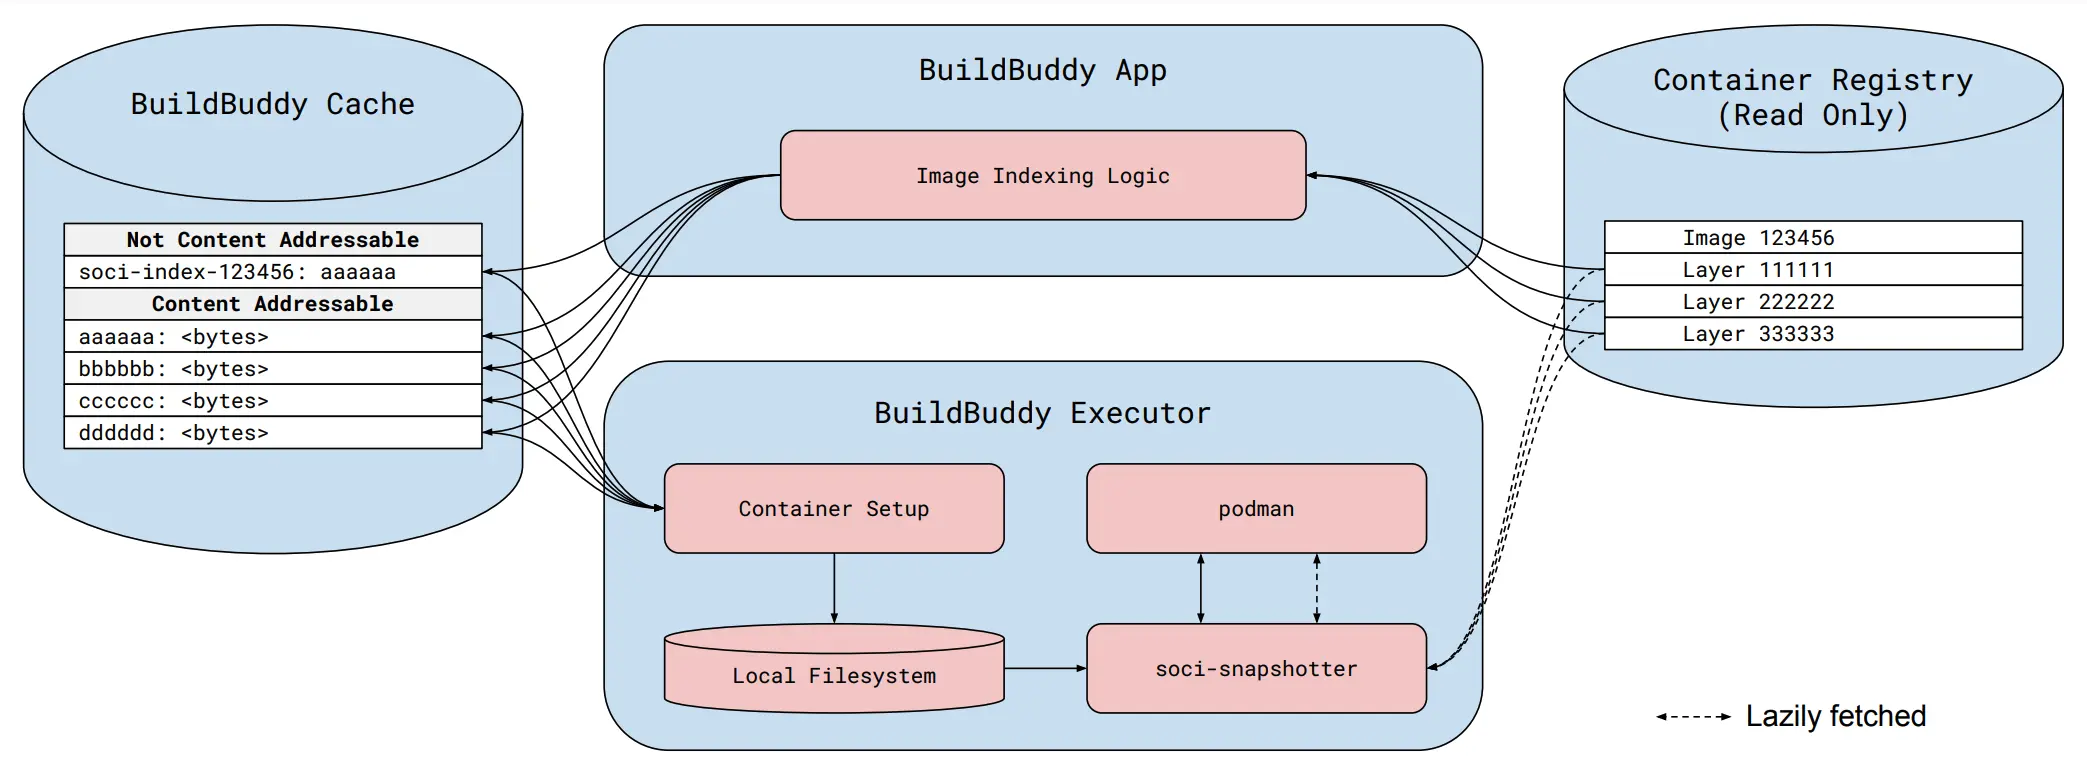 BuildBuddy Cache
Not Content Addressable
soci-index-123456: aaaaaa
Content Addressable
aaaaaa: <bytes>
bbbbbb: <bytes>
cccccc: <bytes>
dddddd: <bytes>
BuildBuddy App
Image Indexing Logic
BuildBuddy Executor
Container Setup
podman
Local Filesystem
soci-snapshotter
Container Registry
(Read Only)
Image 123456
Layer 111111
Layer 222222
Layer 333333
Lazily fetched